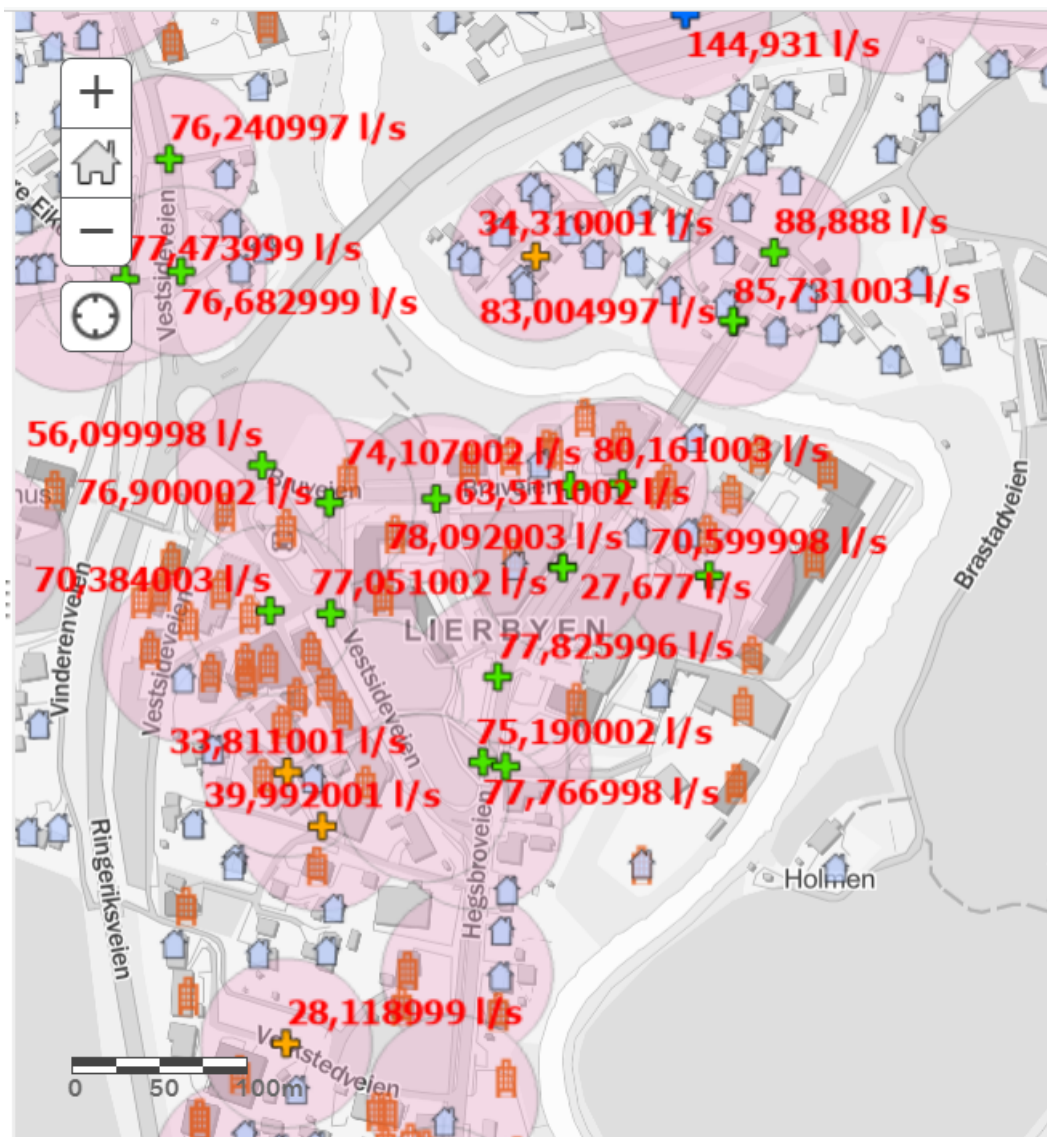 144,931 l/s
76,240997 l/s
Vestsideveien
34,310001 l/s
88,888 l/s
77,473999 l/s
76,682999 l/s
83,004997 l/s
85,731003 l/s
56,099998 l/s
74,107002 l/s
80,161003 l/s
Bruveien
Bruveien
76,900002 l/s
63,511002 l/s
78,092003 l/s
70,599998 l/s
Brastadveien
70,384003 l/s
77,051002 l/s
27,677 l/s
LIERBYEN
Vinderenveien
Vestsideveien
Vestsideveien
77,825996 l/s
33,811001 l/s
75,190002 l/s
39,992001 l/s
77,766998 l/s
Ringeriksveien
Hegsbroveien
Holmen
28,118999 l/s
0 50 100m